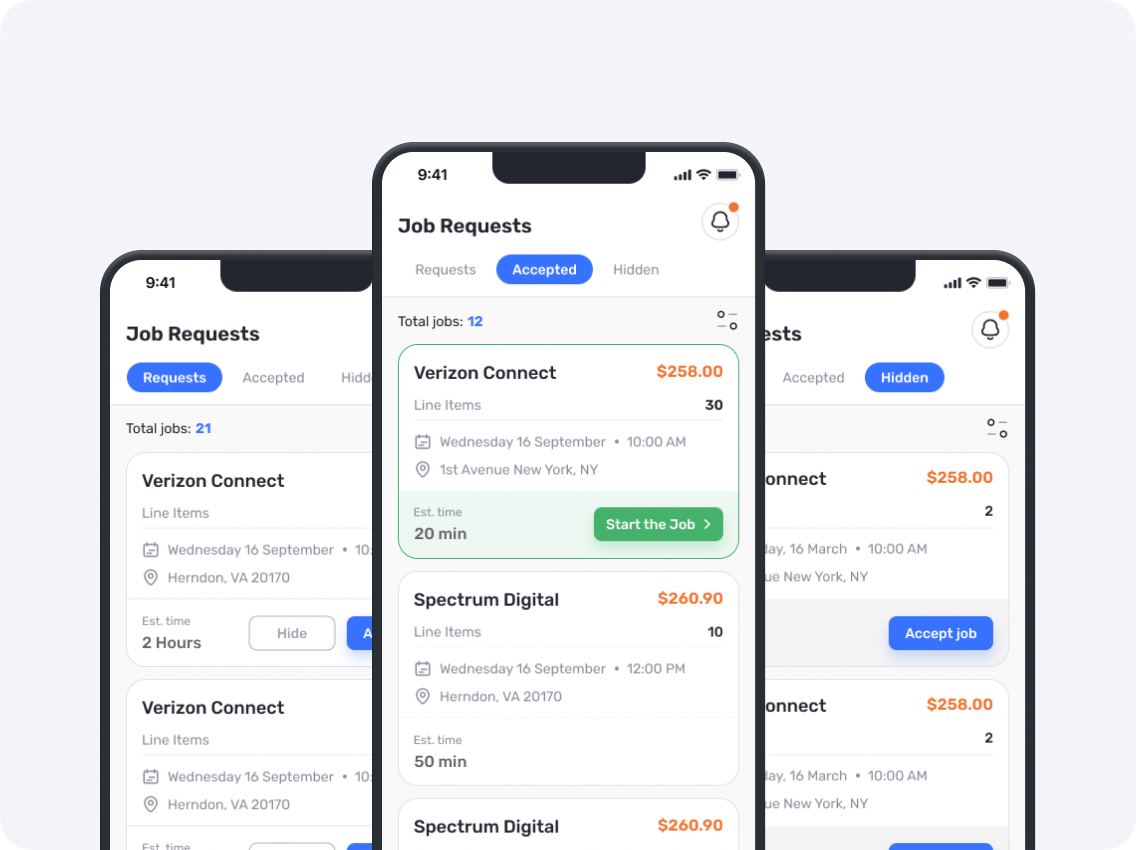 9:41
Job Requests
Requests Accepted Hidd
Total jobs: 21
Verizon Connect
Line Items
Wednesday 16 September • 10:
Herndon, VA 20170
Est. time
2 Hours
Hide
A
Verizon Connect
Line Items
Wednesday 16 September • 10:
Herndon, VA 20170
Est. time
9:41
Job Requests
Requests Accepted Hidden
Total jobs: 12
Verizon Connect $258.00
Line Items 30
Wednesday 16 September • 10:00 AM
1st Avenue New York, NY
Est. time
20 min
Start the Job
Spectrum Digital $260.90
Line Items 10
Wednesday 16 September • 12:00 PM
Herndon, VA 20170
Est. time
50 min
Spectrum Digital $260.90
ests
Accepted Hidden
onnect $258.00
2
day, 16 March • 10:00 AM
ue New York, NY
Accept job
onnect $258.00
2
day, 16 March • 10:00 AM
ue New York, NY